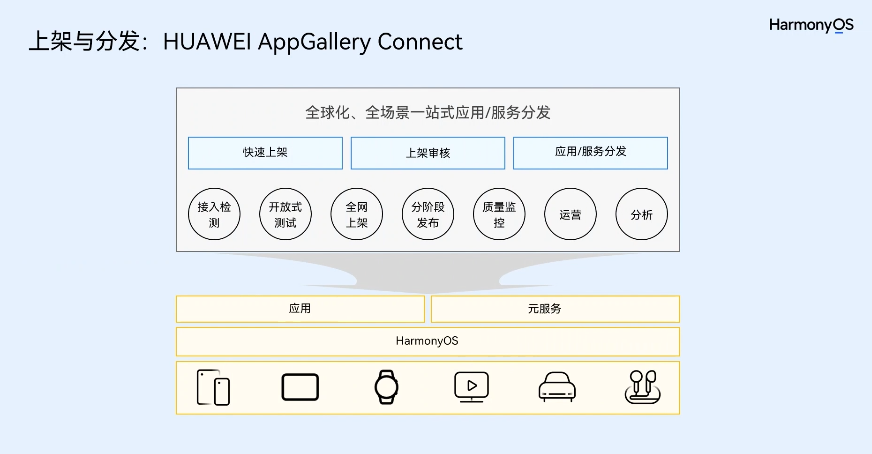 HarmonyOS
上架与分发：HUAWEI AppGallery Connect
全球化、全场景一站式应用/服务分发
快速上架
上架审核
应用/服务分发
接入检
测
开放式
测试
全网
上架
分阶段
发布
质量监
控
运营
分析
应用
元服务
HarmonyOS